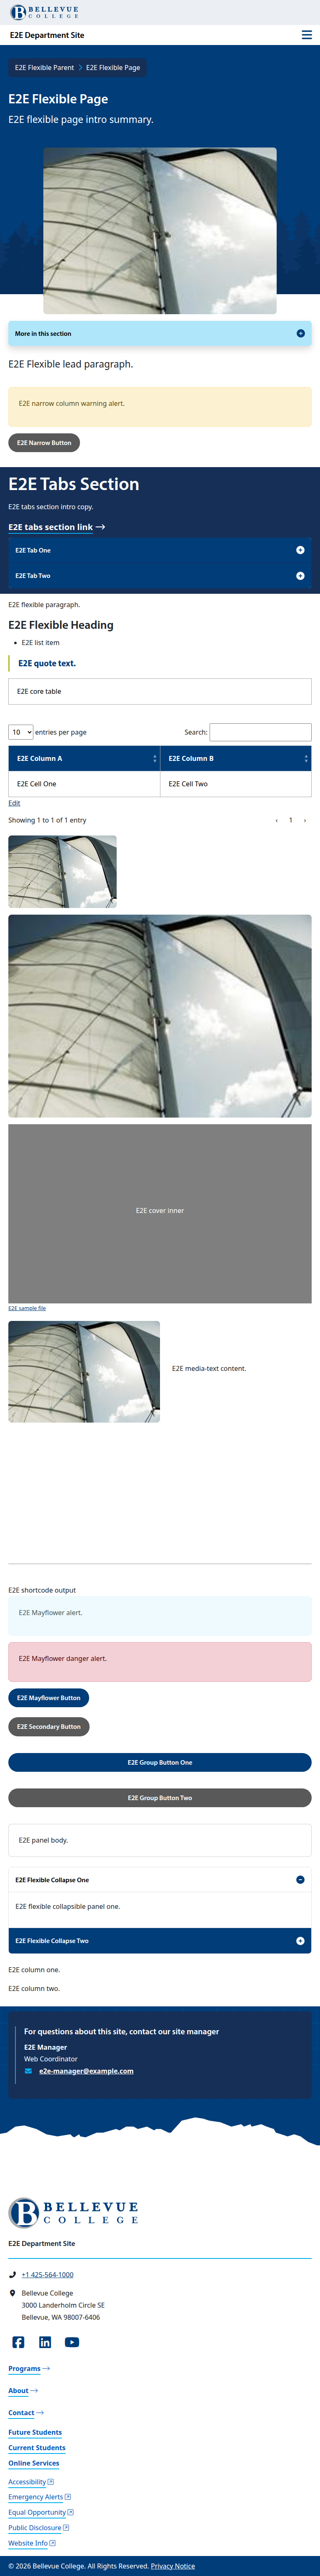 BELLEVUE
COLLEGE
E2E Department Site
E2E Flexible Parent
E2E Flexible Page
E2E Flexible Page
E2E flexible page intro summary.
More in this section
E2E Flexible lead paragraph.
E2E narrow column warning alert.
E2E Narrow Button
E2E Tabs Section
E2E tabs section intro copy.
E2E tabs section link
E2E Tab One
E2E Tab Two
E2E flexible paragraph.
E2E Flexible Heading
E2E list item
E2E quote text.
E2E core table
10 entries per page
Search:
E2E Column A
E2E Column B
E2E Cell One
E2E Cell Two
Edit
Showing 1 to 1 of 1 entry
‹ 1 ›
E2E cover inner
E2E sample file
E2E media-text content.
E2E shortcode output
E2E Mayflower alert.
E2E Mayflower danger alert.
E2E Mayflower Button
E2E Secondary Button
E2E Group Button One
E2E Group Button Two
E2E panel body.
E2E Flexible Collapse One
E2E flexible collapsible panel one.
E2E Flexible Collapse Two
E2E column one.
E2E column two.
For questions about this site, contact our site manager
E2E Manager
Web Coordinator
e2e-manager@example.com
BELLEVUE
COLLEGE
E2E Department Site
+1 425-564-1000
Bellevue College
3000 Landerholm Circle SE
Bellevue, WA 98007-6406
Programs
About
Contact
Future Students
Current Students
Online Services
Accessibility
Emergency Alerts
Equal Opportunity
Public Disclosure
Website Info
© 2026 Bellevue College. All Rights Reserved. Privacy Notice